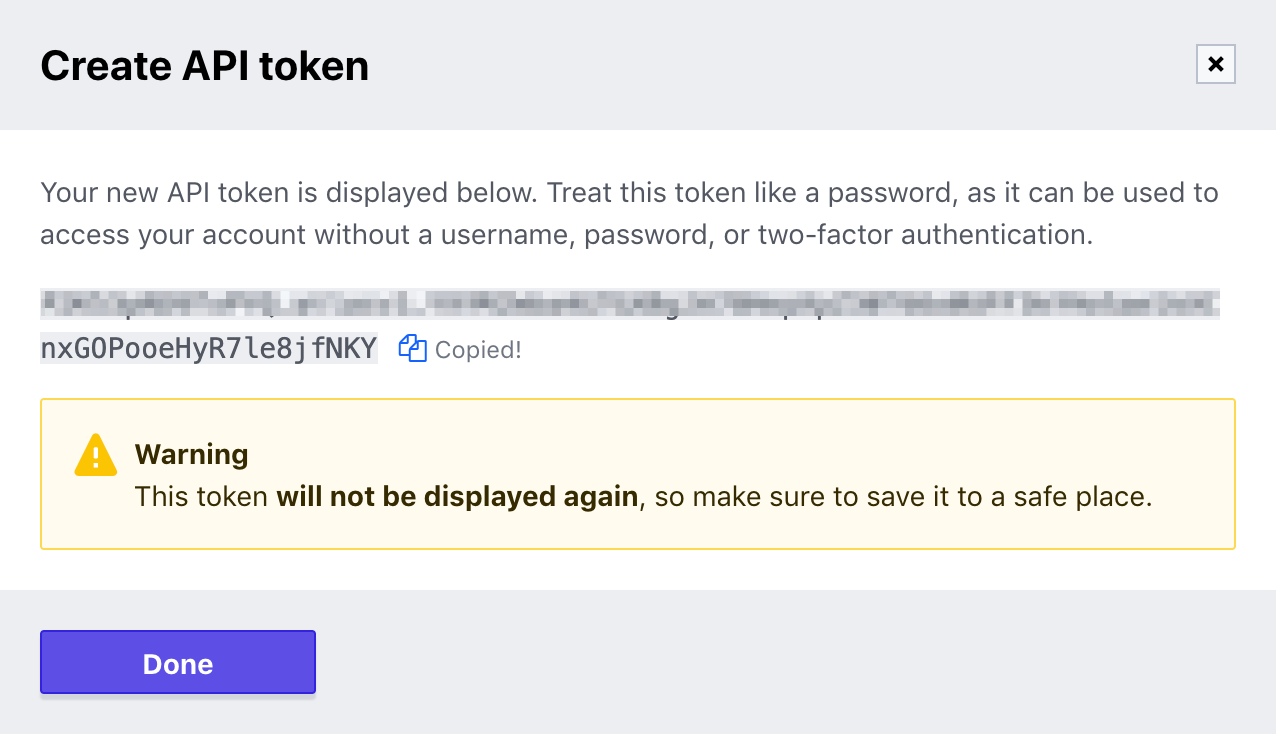 Create API token
Your new API token is displayed below. Treat this token like a password, as it can be used to
access your account without a username, password, or two-factor authentication.
nxGOPooeHyR7le8jfNKY Copied!
Warning
This token will not be displayed again, so make sure to save it to a safe place.
Done